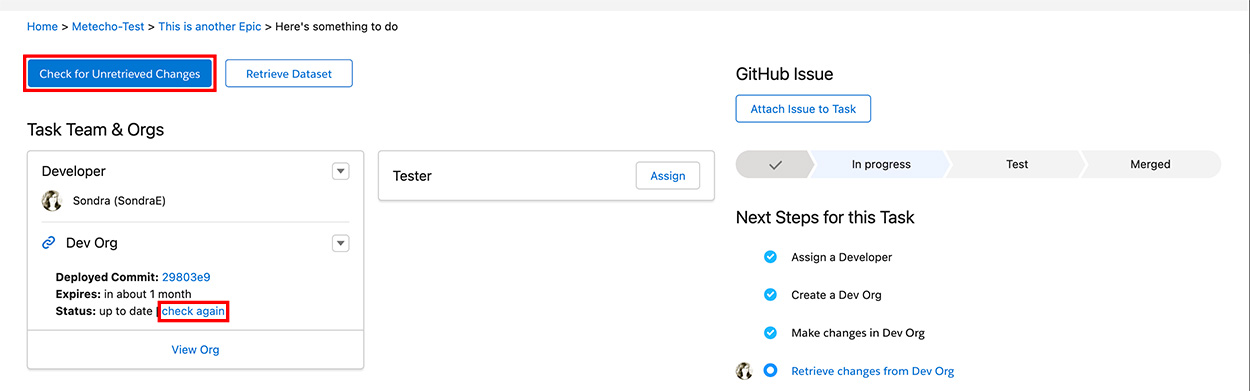 Home > Metecho-Test > This is another Epic > Here's something to do
Check for Unretrieved Changes
Retrieve Dataset
Task Team & Orgs
Developer
Sondra (SondraE)
Dev Org
Deployed Commit: 29803e9
Expires: in about 1 month
Status: up to date | check again
View Org
Tester
Assign
GitHub Issue
Attach Issue to Task
In progress
Test
Merged
Next Steps for this Task
Assign a Developer
Create a Dev Org
Make changes in Dev Org
Retrieve changes from Dev Org